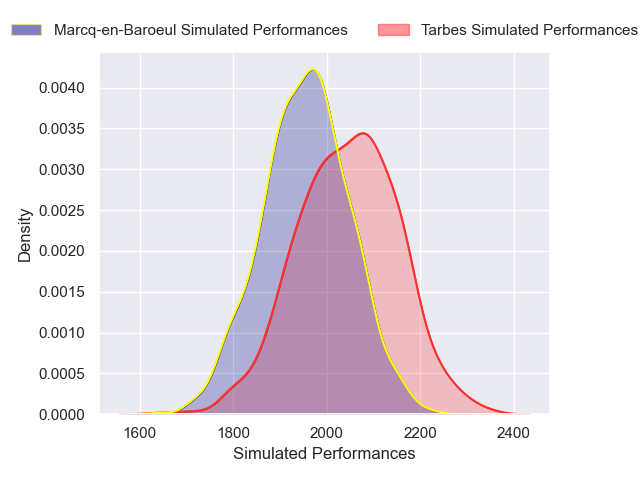 Marcq-en-Baroeul Simulated Performances Tarbes Simulated Performances
0.0040
0.0035
0.0030
0.0025
0.0020
0.0015
0.0010
0.0005
0.0000
Density
1600 1800 2000 2200 2400
Simulated Performances